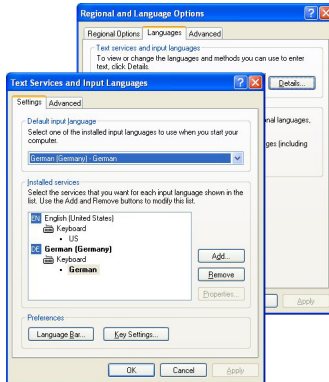 Regional and Language Options
Regional Options Languages Advanced
Text services and input languages
To view or change the languages and methods you can use to enter
text, click Details.
Details...
Text Services and Input Languages
Settings Advanced
Default input language
Select one of the installed input languages to use when you start your
computer.
German (Germany) - German
Installed services
Select the services that you want for each input language shown in the
list. Use the Add and Remove buttons to modify this list.
EN English (United States)
Keyboard
• US
DE German (Germany)
Keyboard
• German
Add...
Remove
Properties...
Preferences
Language Bar... Key Settings...
OK Cancel Apply
nal languages,
ges (including
Apply